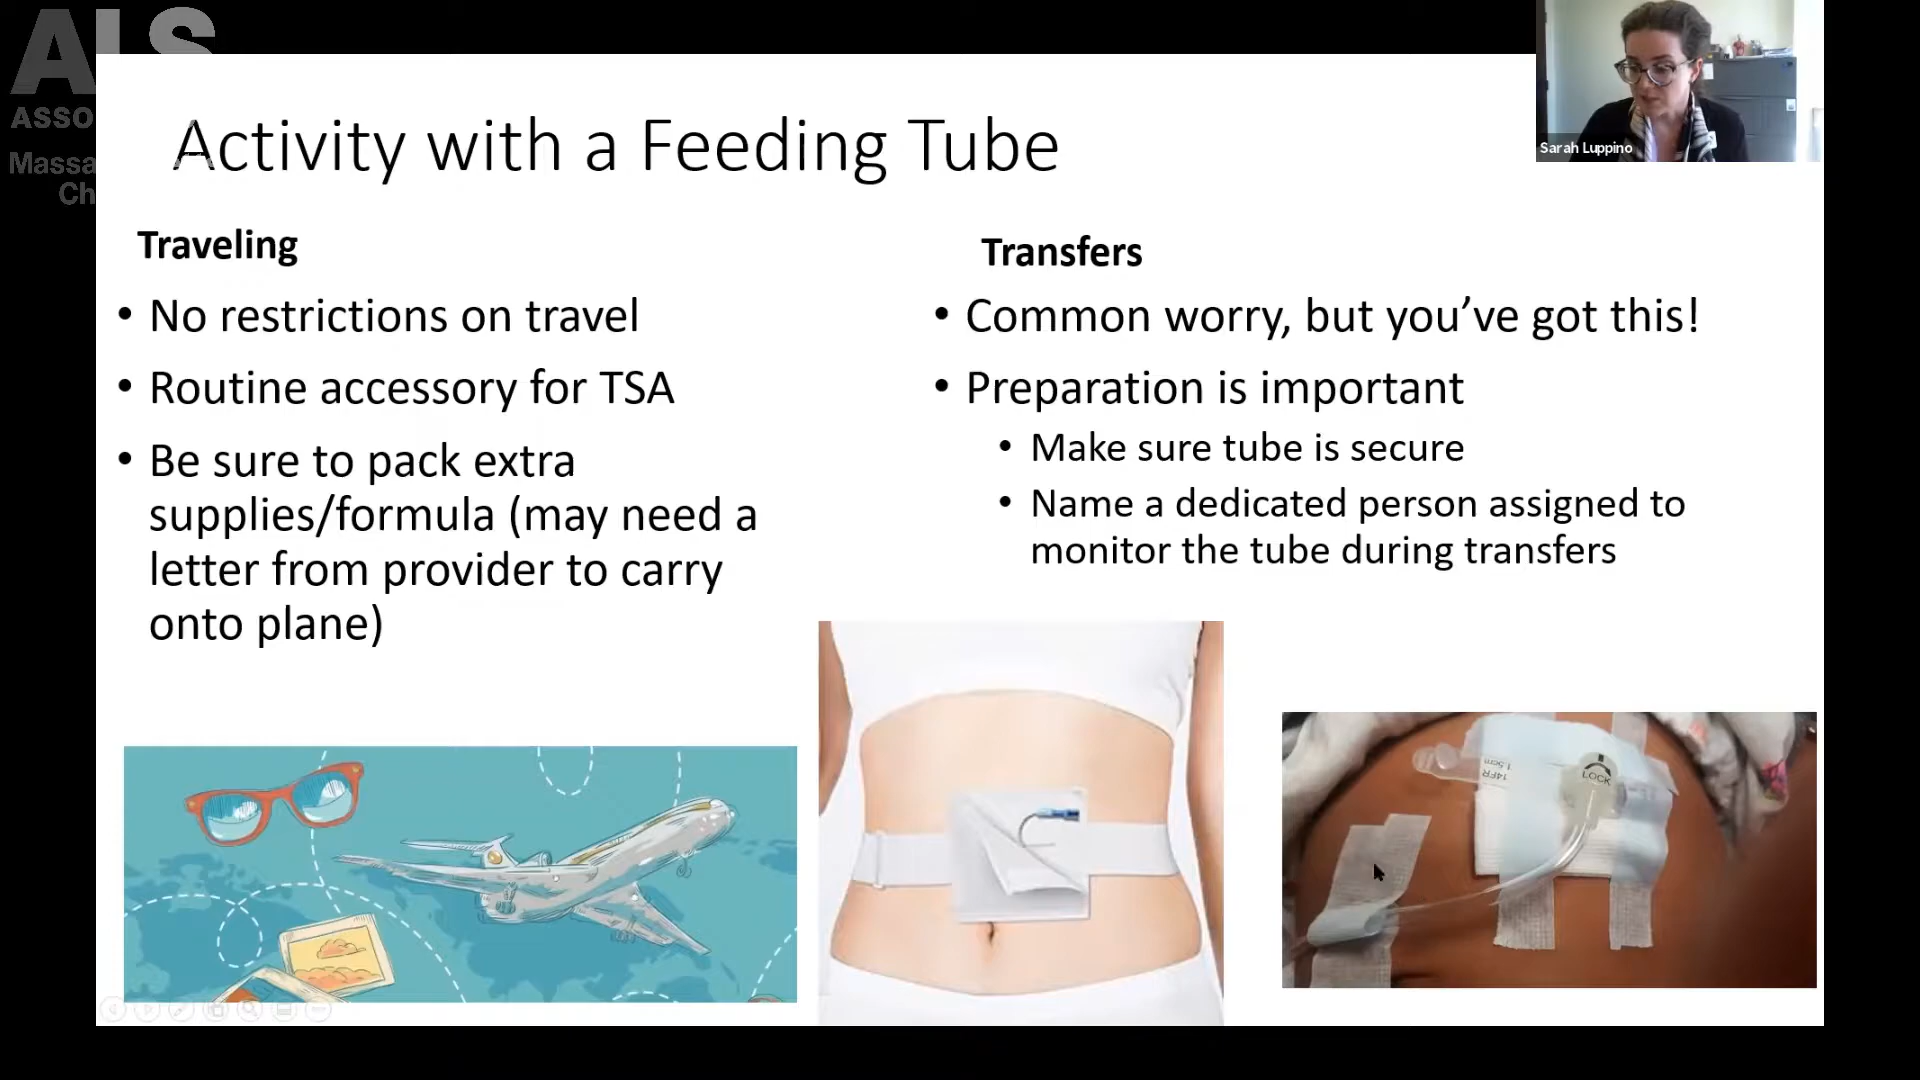 ALS
ASSO
Massa
Ch
Activity with a Feeding Tube
Sarah Luppino
Traveling
• No restrictions on travel
• Routine accessory for TSA
• Be sure to pack extra
supplies/formula (may need a
letter from provider to carry
onto plane)
Transfers
• Common worry, but you’ve got this!
• Preparation is important
• Make sure tube is secure
• Name a dedicated person assigned to
monitor the tube during transfers
14FR
1.5cm
LOCK